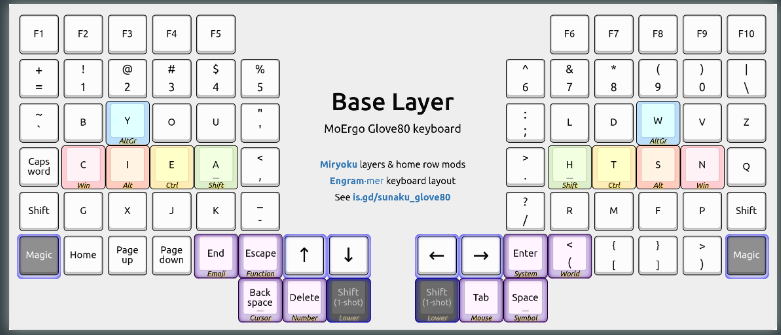 F1 F2 F3 F4 F5 F6 F7 F8 F9 F10
+ ! @ # $ % ^ & * ( ) |
= 1 2 3 4 5 6 7 8 9 0 \
Base Layer
MoErgo Glove80 keyboard
~ " :
` B Y O U ' ; L D W V Z
AltGr AltGr
Miryoku layers & home row mods
Engram-mer keyboard layout
See is.gd/sunaku_glove80
Caps word C I E A < , > . H T S N Q
Win Alt Ctrl Shift Shift Ctrl Alt Win
Shift G X J K _ - ? / R M F P Shift
Magic Home Page up Page down End Escape ↑ ↓ ← → Enter < ( { [ } ] > ) Magic
Emoji Function System World
Back space Delete Shift (1-shot) Shift (1-shot) Tab Space
Cursor Number Lower Lower Mouse Symbol